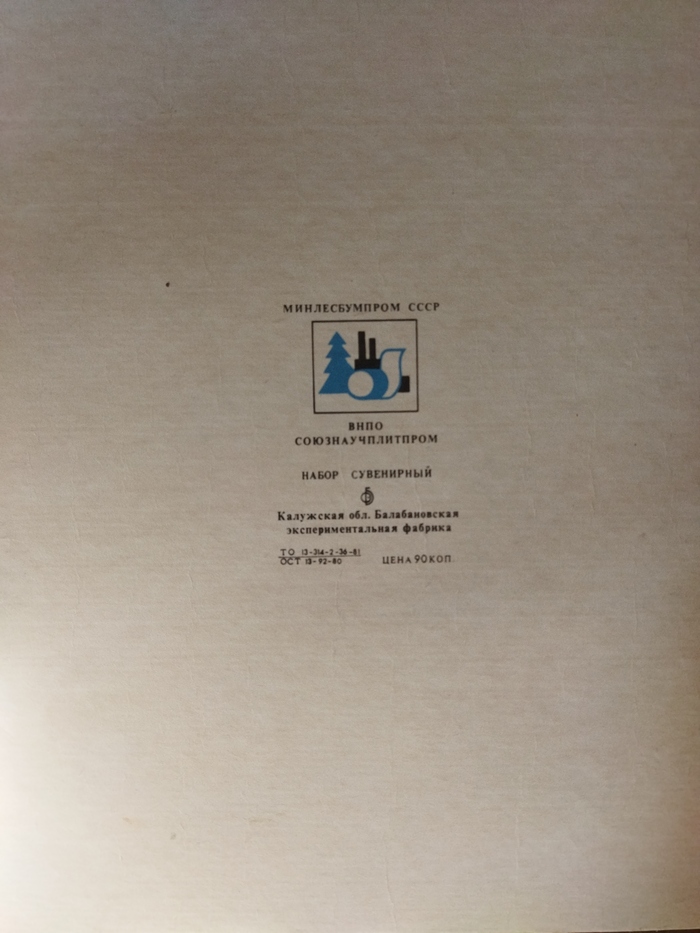 МИНЛЕСБУМПРОМ СССР
ВНПО
СОЮЗНАУЧПЛИТПРОМ
НАБОР СУВЕНИРНЫЙ
Калужская обл. Балабановская
экспериментальная фабрика
ТО 13-314-2-36-81
ОСТ 13-92-80 ЦЕНА 90 КОП.